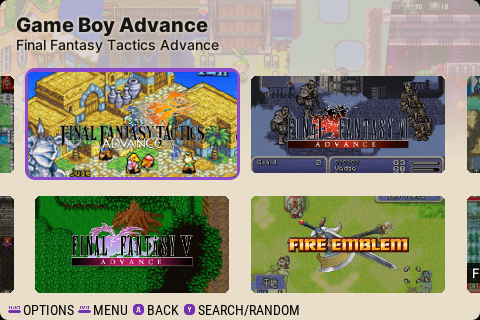 Game Boy Advance
Final Fantasy Tactics Advance
FINAL FANTASY TACTICS
ADVANCE
FINAL FANTASY VI
ADVANCE
Guard
FINAL FANTASY V
ADVANCE
FIRE EMBLEM
F
OPTIONS MENU A BACK Y SEARCH/RANDOM